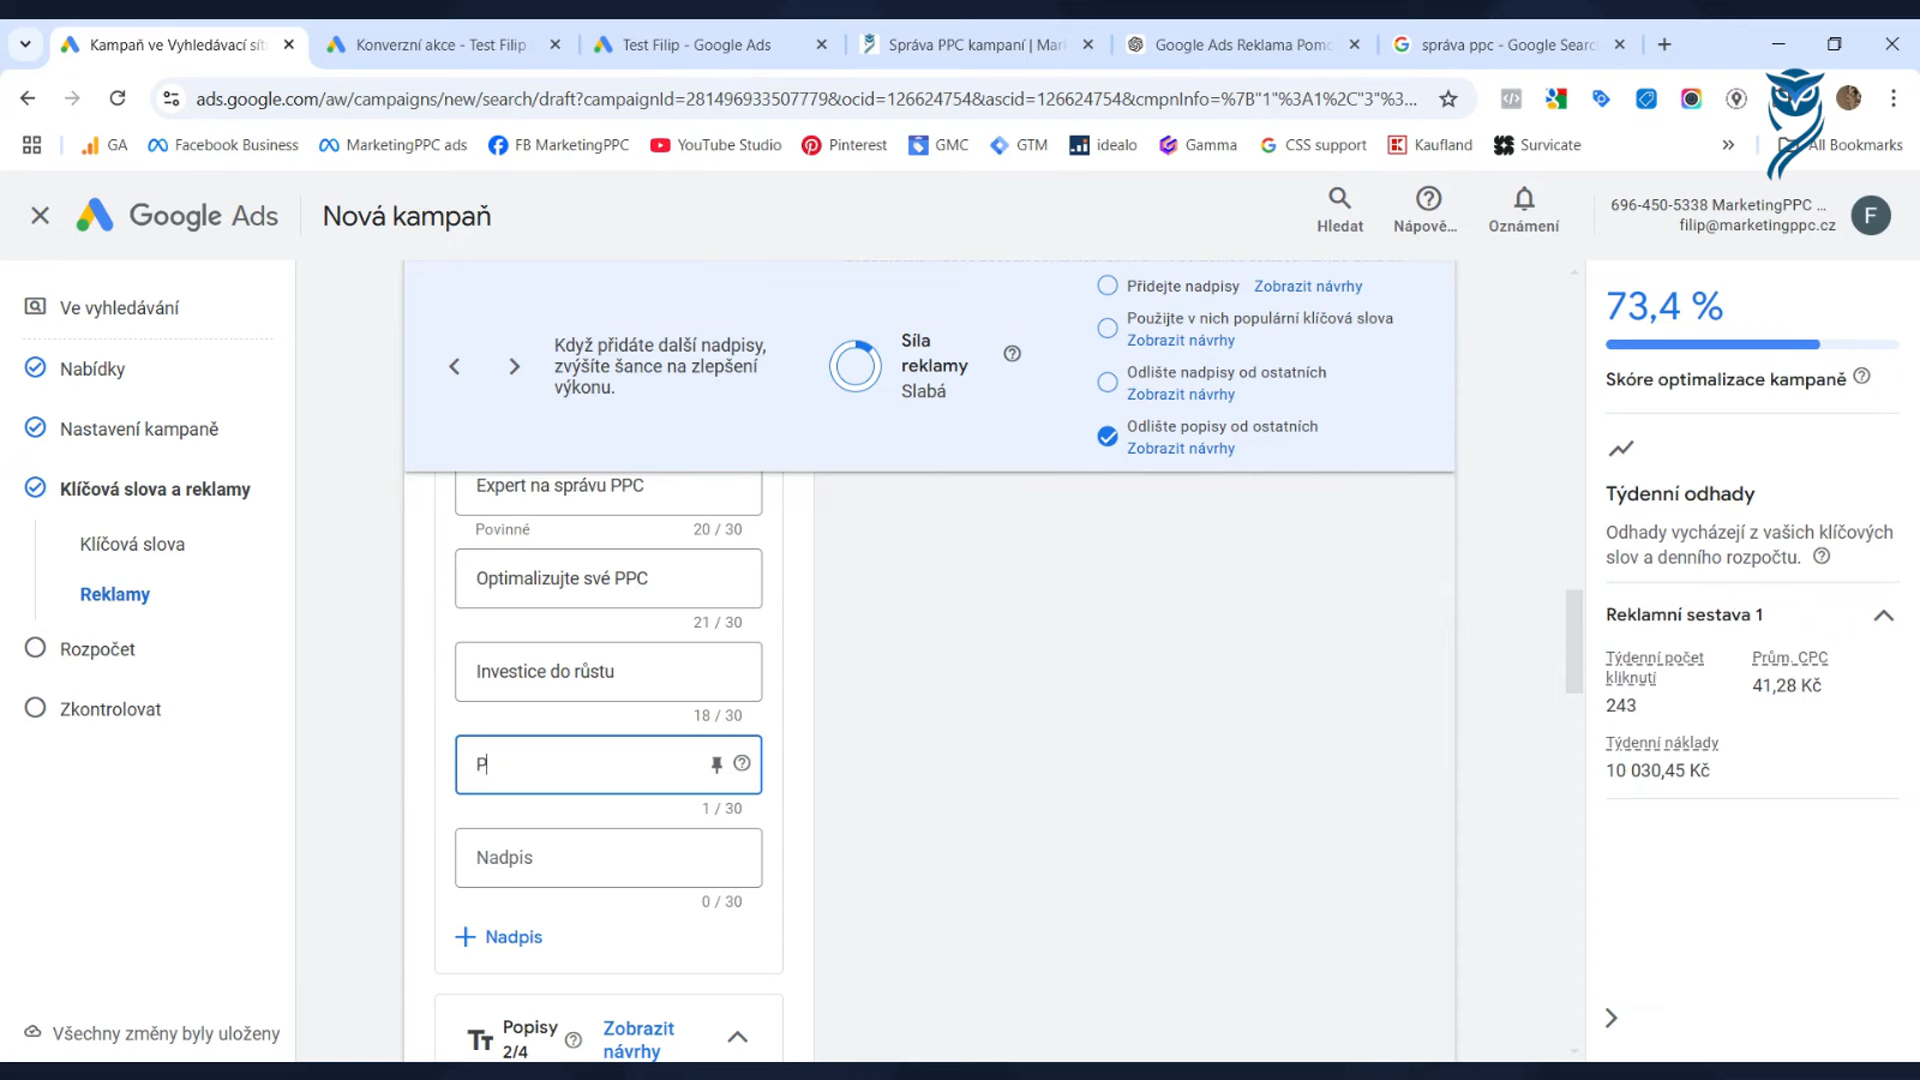 Kampaň ve Vyhledávací sít
Konverzní akce - Test Filip
Test Filip - Google Ads
Správa PPC kampaní | Mark
Google Ads Reklama Pomo
správa ppc - Google Searc
ads.google.com/aw/campaigns/new/search/draft?campaignId=281496933507779&ocid=126624754&ascid=126624754&cmpnInfo=%7B"1"%3A1%2C"3"%3...
GA
Facebook Business
MarketingPPC ads
FB MarketingPPC
YouTube Studio
Pinterest
GMC
GTM
idealo
Gamma
CSS support
Kaufland
Survicate
All Bookmarks
Google Ads
Nová kampaň
Hledat
Nápově...
Oznámení
696-450-5338 MarketingPPC ...
filip@marketingppc.cz
F
Ve vyhledávání
Nabídky
Nastavení kampaně
Klíčová slova a reklamy
Klíčová slova
Reklamy
Rozpočet
Zkontrolovat
Všechny změny byly uloženy
Když přidáte další nadpisy,
zvýšíte šance na zlepšení
výkonu.
Síla
reklamy
Slabá
Přidejte nadpisy Zobrazit návrhy
Použijte v nich populární klíčová slova
Zobrazit návrhy
Odlište nadpisy od ostatních
Zobrazit návrhy
Odlište popisy od ostatních
Zobrazit návrhy
Expert na správu PPC
Povinné 20 / 30
Optimalizujte své PPC
21 / 30
Investice do růstu
18 / 30
P
1 / 30
Nadpis
0 / 30
Nadpis
Popisy
2/4
Zobrazit
návrhy
73,4 %
Skóre optimalizace kampaně
Týdenní odhady
Odhady vycházejí z vašich klíčových
slov a denního rozpočtu.
Reklamní sestava 1
Týdenní počet
kliknutí
243
Prům. CPC
41,28 Kč
Týdenní náklady
10 030,45 Kč